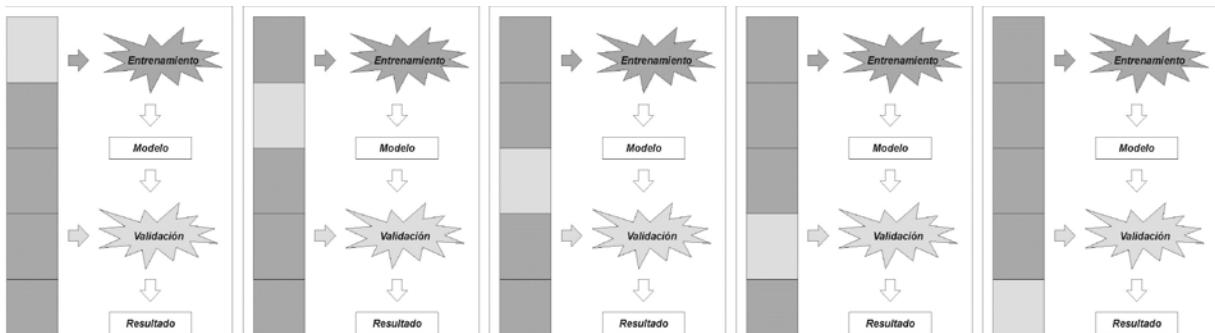 Entrenamiento
Modelo
Validación
Resultado
Entrenamiento
Modelo
Validación
Resultado
Entrenamiento
Modelo
Validación
Resultado
Entrenamiento
Modelo
Validación
Resultado
Entrenamiento
Modelo
Validación
Resultado